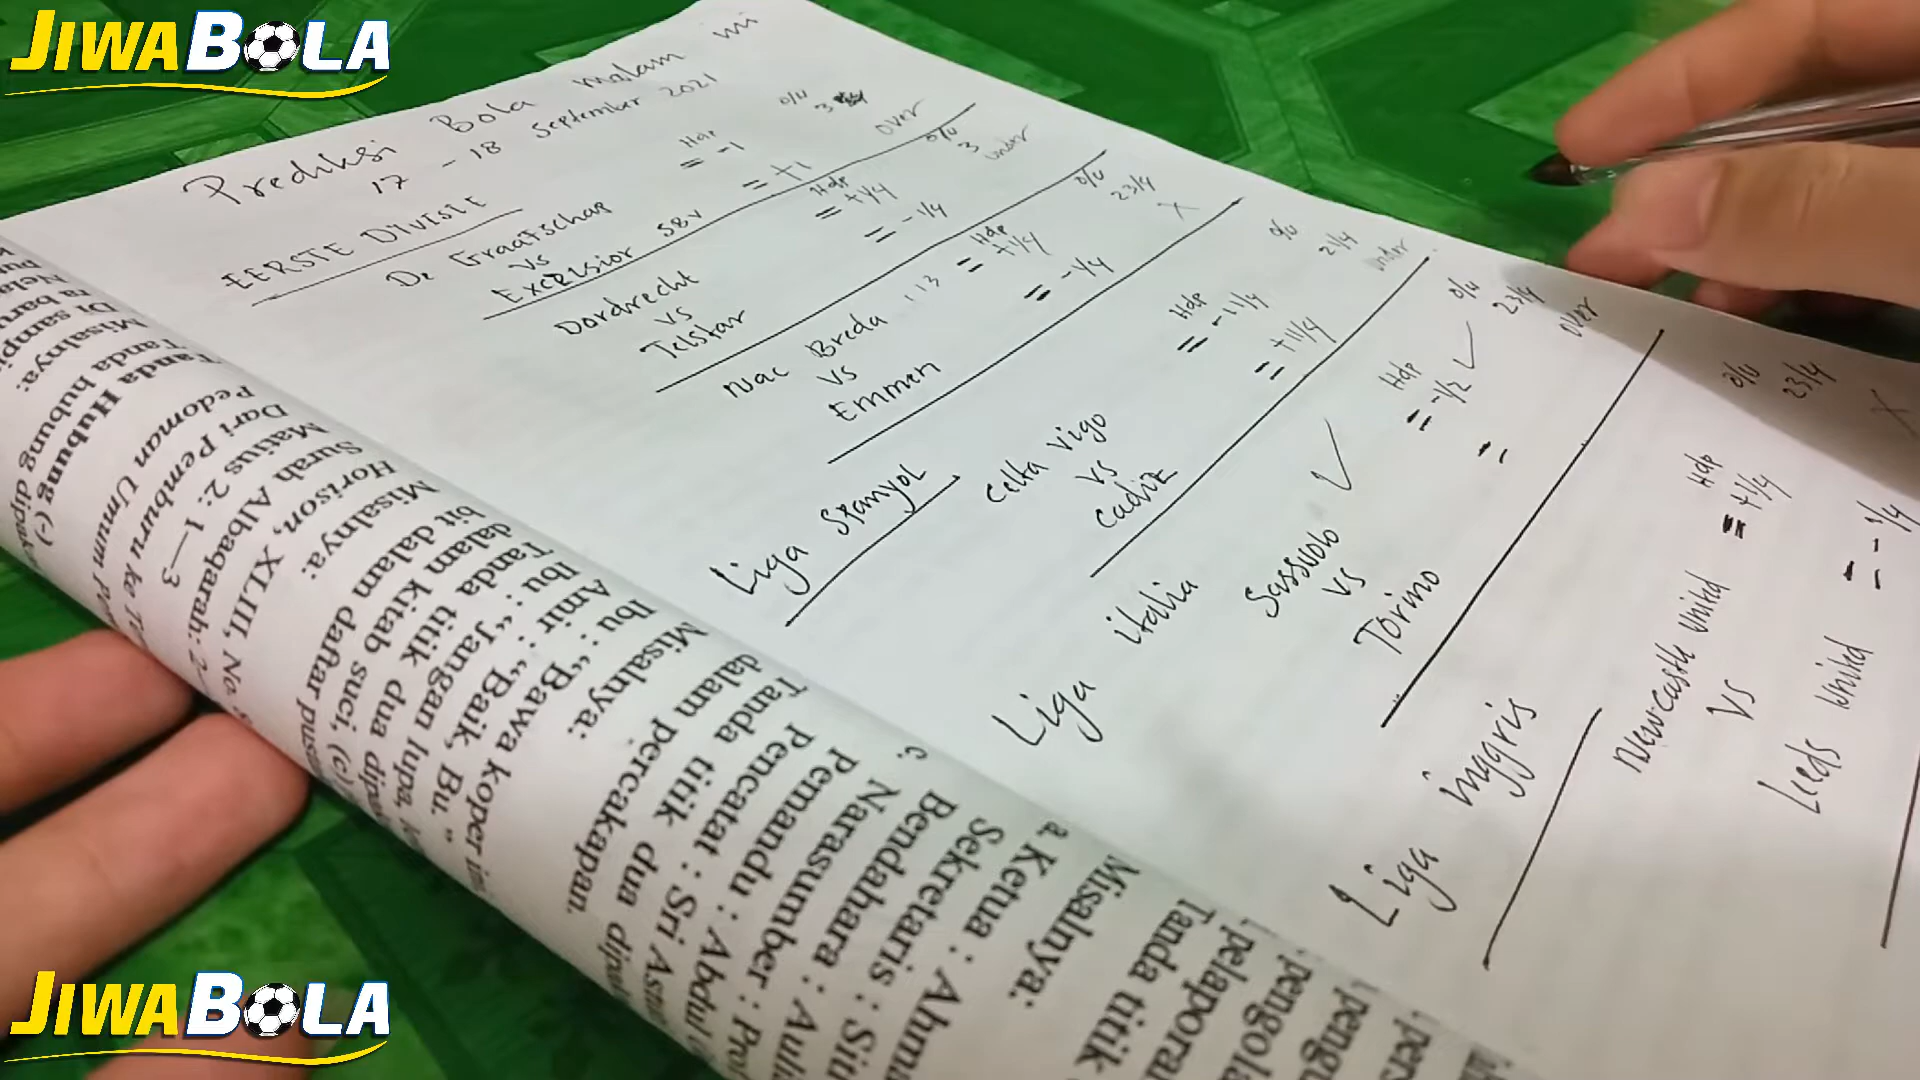 JIWABOLA
Prediksi Bola malam ini
17 - 18 September 2021
EERSTE DIVISIE
De Graafschap
vs
Excelsior SBV
Hdp
= -1
= +1
o/u
3
over
Dordrecht
vs
Telstar
Hdp
= +1/4
= -1/4
o/u
3
under
Nac Breda
vs
Emmen
Hdp
= +1/4
= -1/4
o/u
2 3/4
X
Liga Spanyol
Celta Vigo
vs
Cadiz
Hdp
= -1 1/4
= +1 1/4
o/u
2 1/4
under
Liga italia
Sassuolo ✓
vs
Torino
Hdp
= -1/2 ✓
=
o/u
2 3/4
over
Liga inggris
Newcastle united
vs
Leeds united
Hdp
= +1/4
= -1/4
o/u
2 3/4
X
Tanda Hubung (-)
Tanda hubung
Misalnya:
Pedoman Umum
Dari Pemburu ke
Matius 2: 1—3
Surah Albaqarah:
Horison, XLIII, No.
Misalnya:
bit dalam kitab suci, (c)
dalam daftar
Tanda titik dua
Ibu : “Jangan lupa.
Amir : “Baik, Bu.”
Ibu : “Bawa koper
Misalnya:
dalam percakapan.
Tanda titik dua
Pencatat : Sri
Pemandu : Abdul
Narasumber :
c.
Bendahara :
Sekretaris : Siti
a. Ketua :
Misalnya:
Tanda titik
JIWABOLA